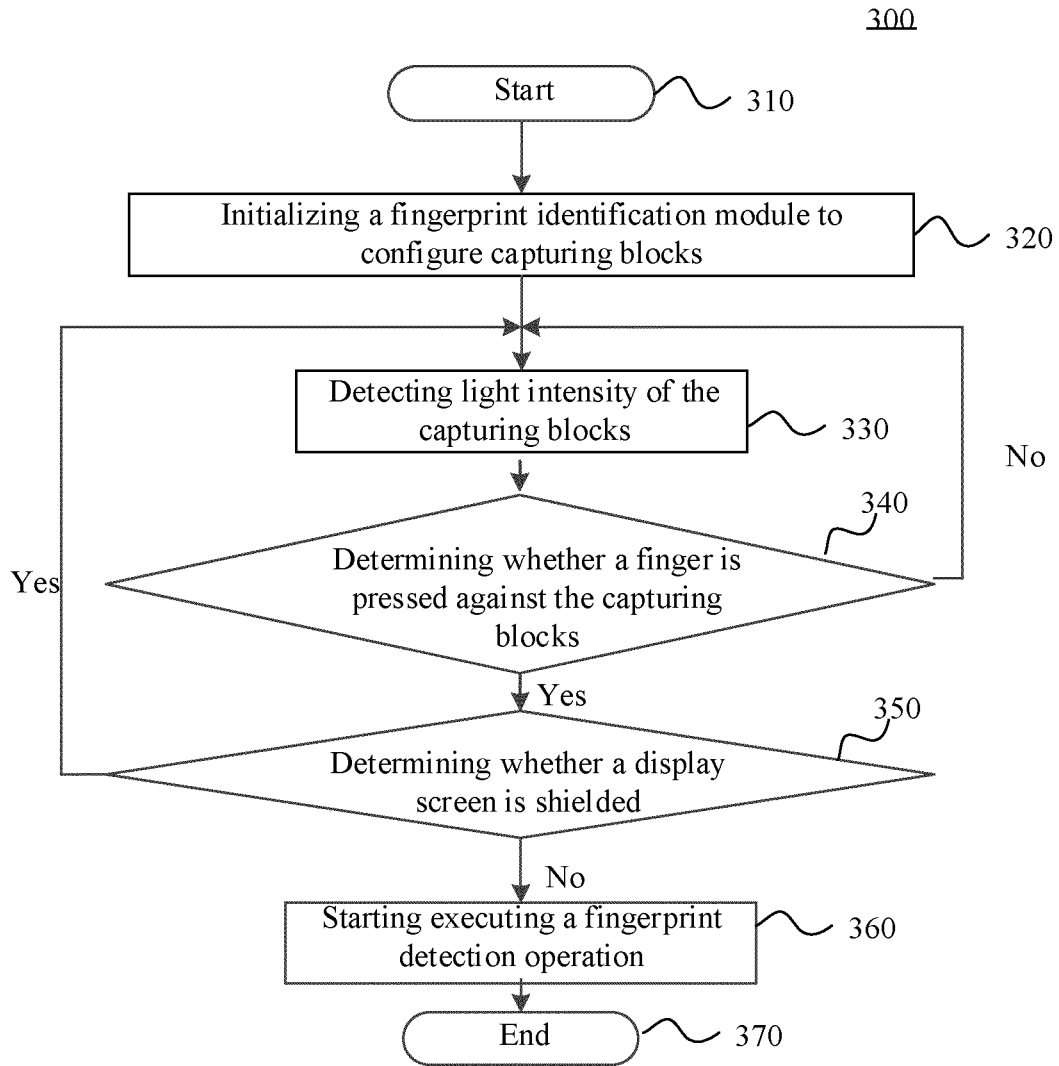 300
Start
310
Initializing a fingerprint identification module to
configure capturing blocks
320
Detecting light intensity of the
capturing blocks
330
No
340
Determining whether a finger is
pressed against the capturing
blocks
Yes
Yes
350
Determining whether a display
screen is shielded
No
Starting executing a fingerprint
detection operation
360
End
370